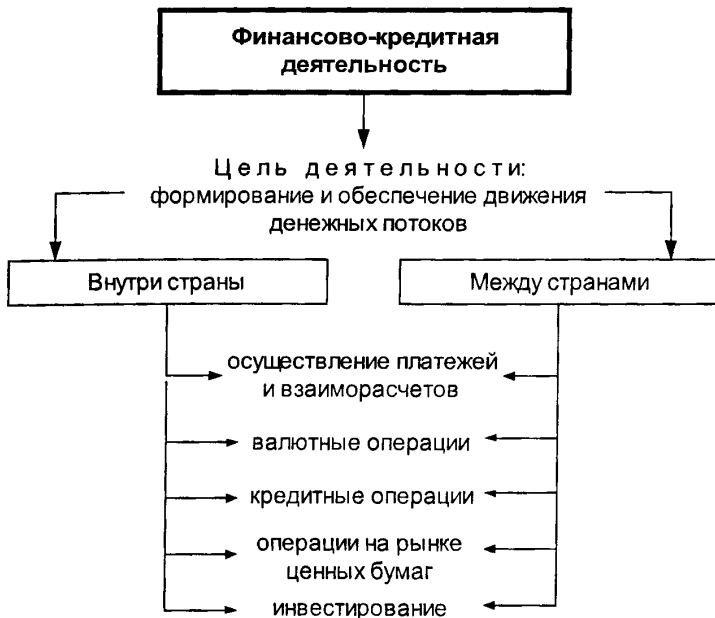 Финансово-кредитная
деятельность
Цель деятельности:
формирование и обеспечение движения
денежных потоков
Внутри страны
Между странами
осуществление платежей
и взаиморасчетов
валютные операции
кредитные операции
операции на рынке
ценных бумаг
инвестирование